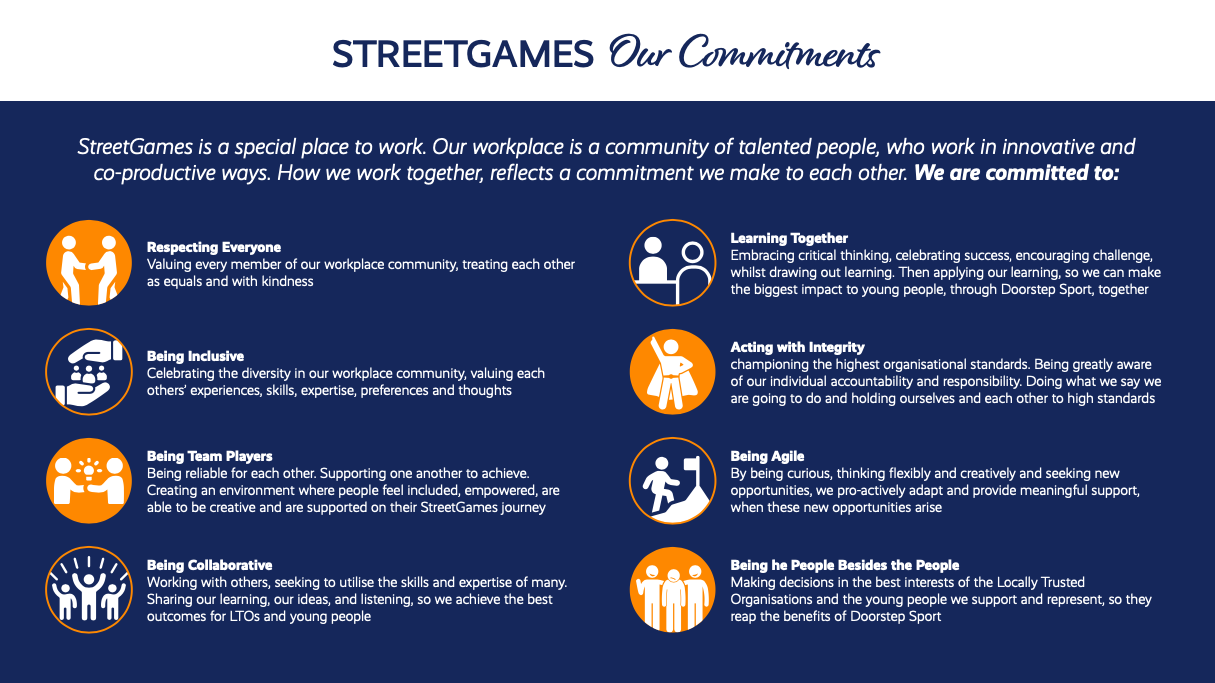 STREETGAMES Our Commitments
StreetGames is a special place to work. Our workplace is a community of talented people, who work in innovative and
co-productive ways. How we work together, reflects a commitment we make to each other. We are committed to:
Respecting Everyone
Valuing every member of our workplace community, treating each other
as equals and with kindness
Being Inclusive
Celebrating the diversity in our workplace community, valuing each
others' experiences, skills, expertise, preferences and thoughts
Being Team Players
Being reliable for each other. Supporting one another to achieve.
Creating an environment where people feel included, empowered, are
able to be creative and are supported on their StreetGames journey
Being Collaborative
Working with others, seeking to utilise the skills and expertise of many.
Sharing our learning, our ideas, and listening, so we achieve the best
outcomes for LTOs and young people
Learning Together
Embracing critical thinking, celebrating success, encouraging challenge,
whilst drawing out learning. Then applying our learning, so we can make
the biggest impact to young people, through Doorstep Sport, together
Acting with Integrity
championing the highest organisational standards. Being greatly aware
of our individual accountability and responsibility. Doing what we say we
are going to do and holding ourselves and each other to high standards
Being Agile
By being curious, thinking flexibly and creatively and seeking new
opportunities, we pro-actively adapt and provide meaningful support,
when these new opportunities arise
Being he People Besides the People
Making decisions in the best interests of the Locally Trusted
Organisations and the young people we support and represent, so they
reap the benefits of Doorstep Sport